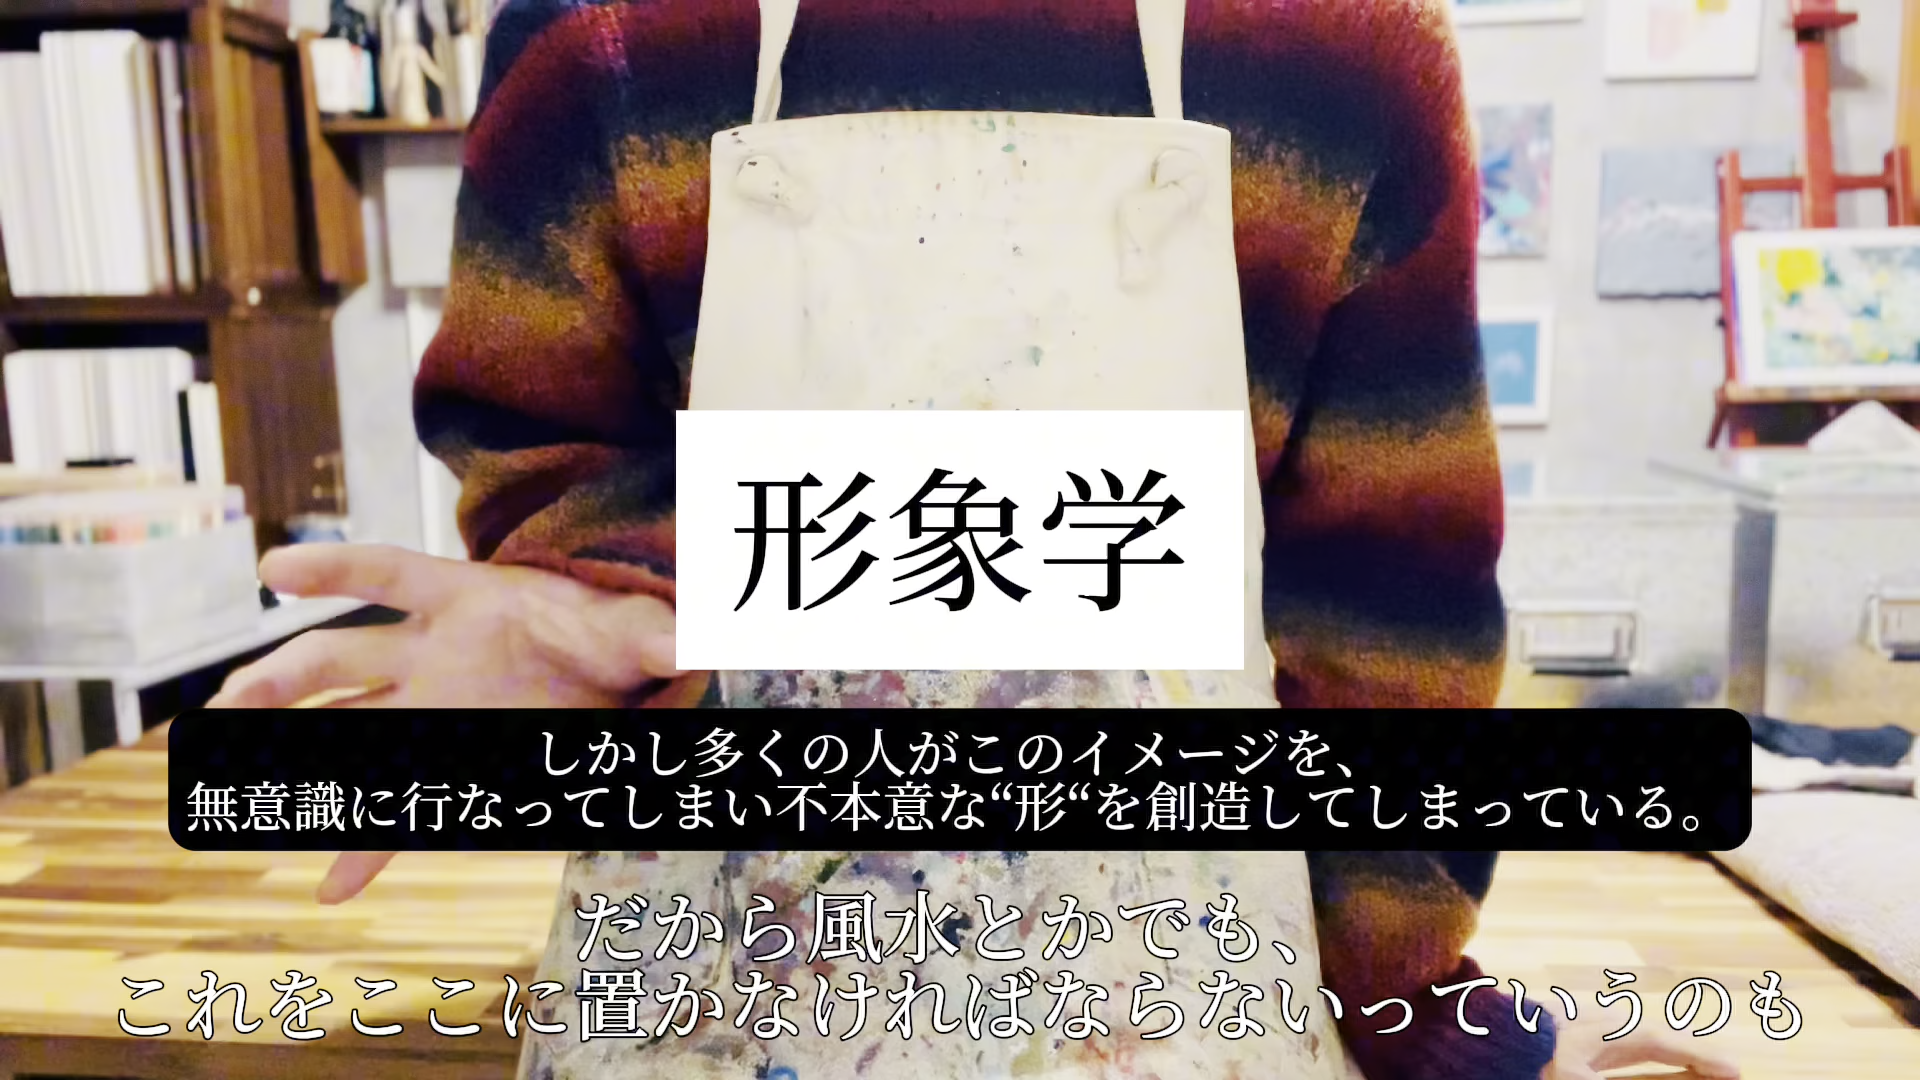 形象学
しかし多くの人がこのイメージを、
無意識に行なってしまい不本意な“形“を創造してしまっている。
だから風水とかでも、
これをここに置かなければならないっていうのも